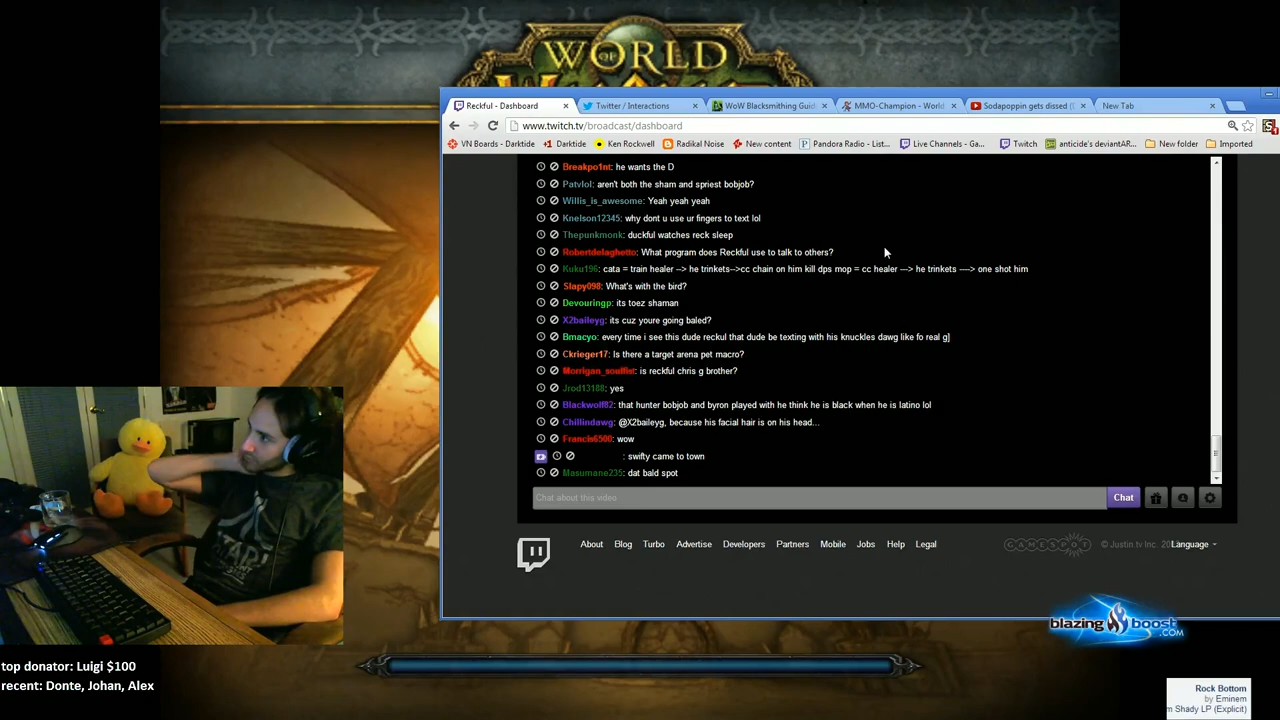 WORLD
OF
Reckful - Dashboard
Twitter / Interactions
WoW Blacksmithing Guid
MMO-Champion - World
Sodapoppin gets dissed (
New Tab
www.twitch.tv/broadcast/dashboard
VN Boards - Darktide
+1 Darktide
Ken Rockwell
Radikal Noise
New content
Pandora Radio - List...
Live Channels - Ga...
Twitch
anticide's deviantAR...
New folder
Imported
Breakpo1nt: he wants the D
Patvlol: aren't both the sham and spriest bobjob?
Willis_is_awesome: Yeah yeah yeah
Knelson12345: why dont u use ur fingers to text lol
Thepunkmonk: duckful watches reck sleep
Robertdelaghetto: What program does Reckful use to talk to others?
Kuku196: cata = train healer --> he trinkets-->cc chain on him kill dps mop = cc healer ---> he trinkets ----> one shot him
Slapy098: What's with the bird?
Devouringp: its toez shaman
X2baileyg: its cuz youre going baled?
Bmacyo: every time i see this dude reckul that dude be texting with his knuckles dawg like fo real g]
Ckrieger17: Is there a target arena pet macro?
Morrigan_soulfist: is reckful chris g brother?
Jrod13188: yes
Blackwolf82: that hunter bobjob and byron played with he think he is black when he is latino lol
Chillindawg: @X2baileyg, because his facial hair is on his head...
Francis6500: wow
: swifty came to town
Masumane235: dat bald spot
Chat about this video
Chat
About
Blog
Turbo
Advertise
Developers
Partners
Mobile
Jobs
Help
Legal
GAMESPOT
© Justin.tv Inc. 20
Language
ATARI
blazing boost
.COM
top donator: Luigi $100
recent: Donte, Johan, Alex
Rock Bottom
by Eminem
m Shady LP (Explicit)